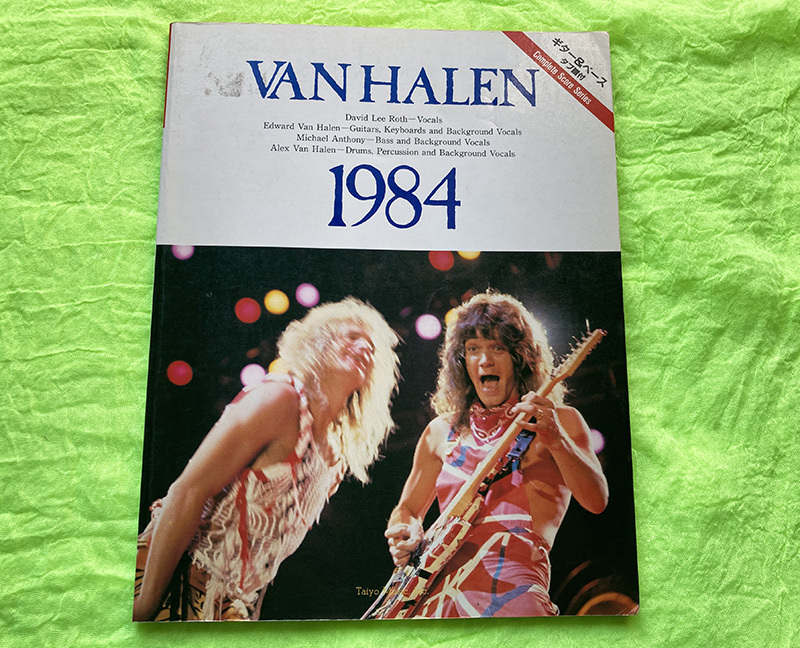 VAN HALEN
ギター&ベース
タブ譜付
Complete Score Series
David Lee Roth—Vocals
Edward Van Halen—Guitars, Keyboards and Background Vocals
Michael Anthony—Bass and Background Vocals
Alex Van Halen—Drums, Percussion and Background Vocals
1984
Taiyo Music, Inc.